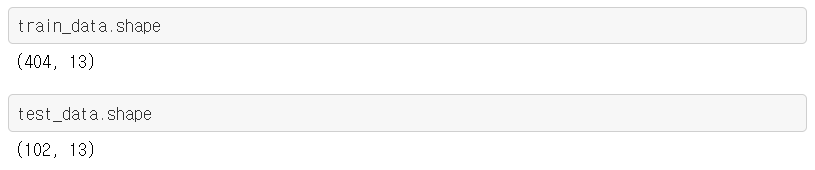 train_data.shape
(404, 13)
test_data.shape
(102, 13)